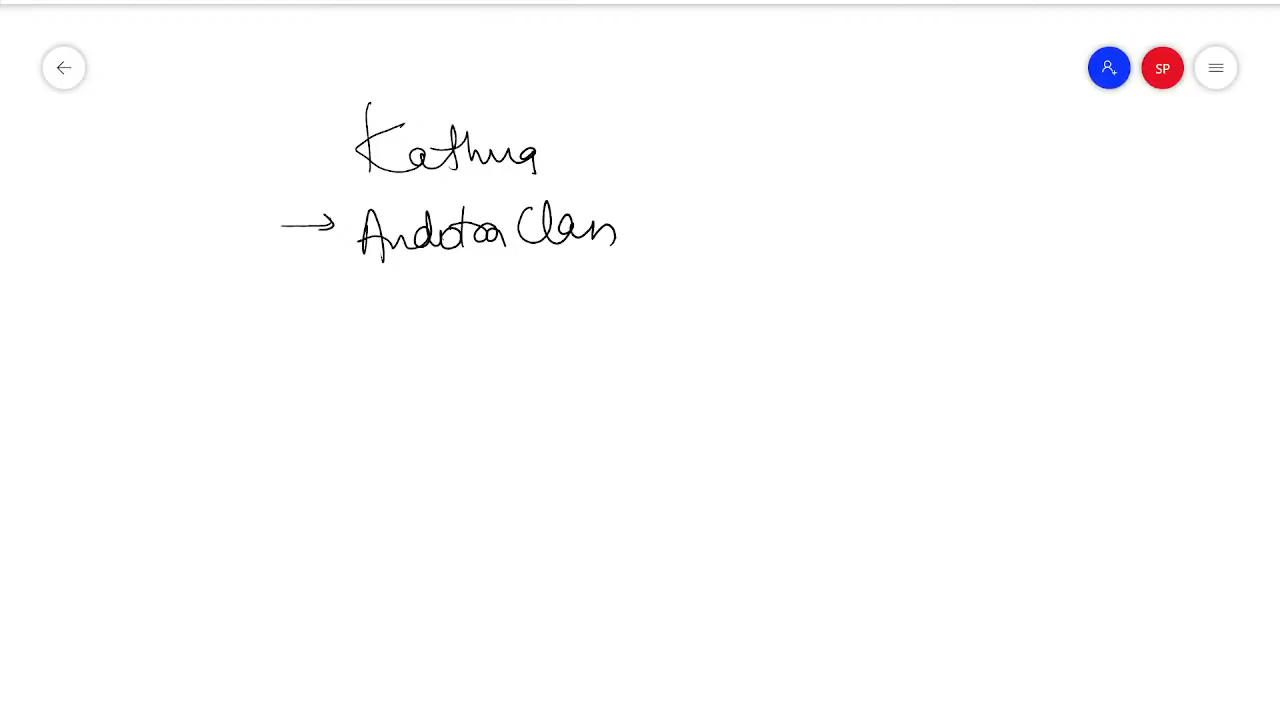 SP
Kathua
→ Andotra Clan